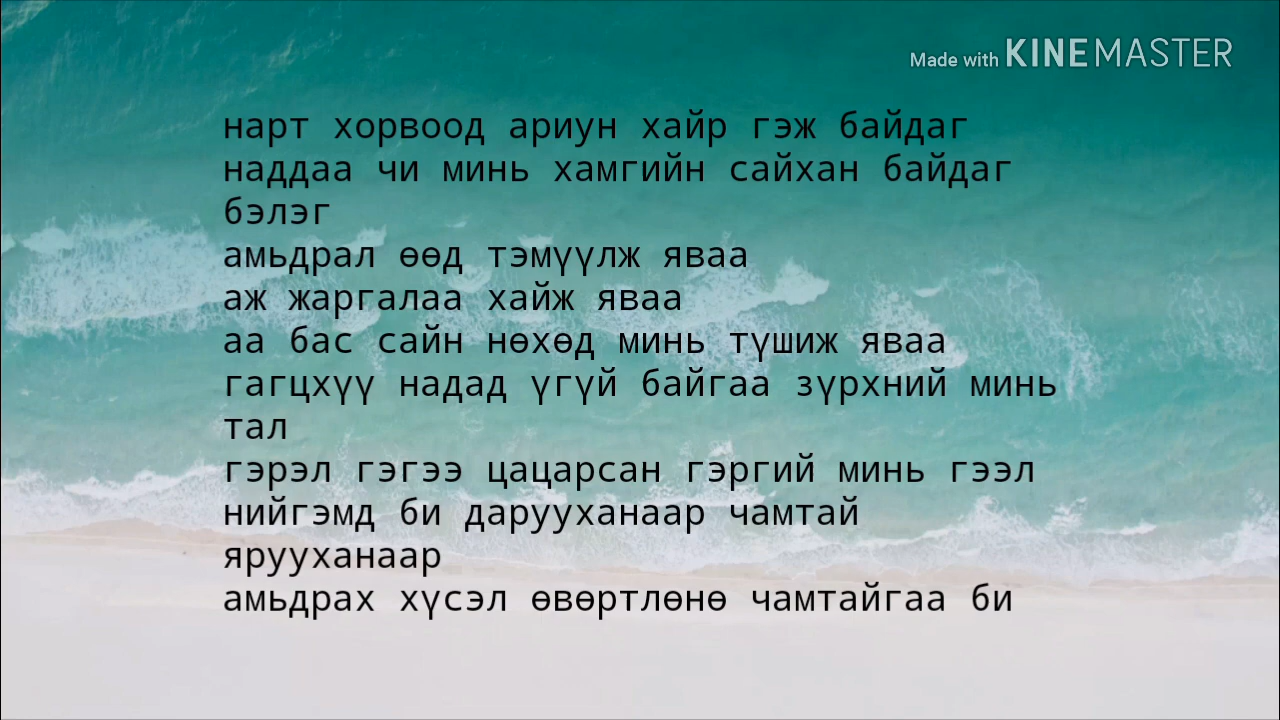 Made with KINEMASTER
нарт хорвоод ариун хайр гэж байдаг
наддаа чи минь хамгийн сайхан байдаг
бэлэг
амьдрал өөд тэмүүлж яваа
аж жаргалаа хайж яваа
аа бас сайн нөхөд минь түшиж яваа
гагцхүү надад үгүй байгаа зүрхний минь
тал
гэрэл гэгээ цацарсан гэргий минь гээл
нийгэмд би даруухaнаар чамтай
ярууханаар
амьдрах хүсэл өвөртлөнө чамтайгаа би